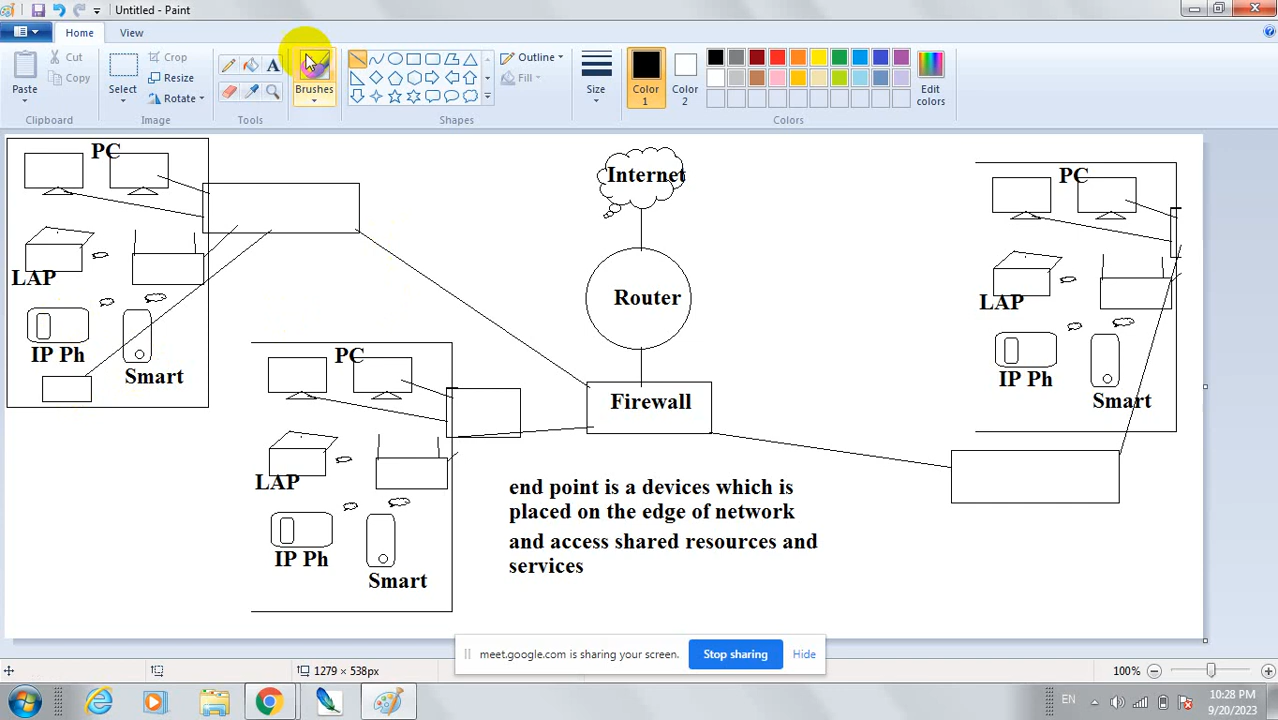 Untitled - Paint
Home
View
Paste
Cut
Copy
Clipboard
Select
Crop
Resize
Rotate
Image
A
Tools
Brushes
Outline
Fill
Shapes
Size
Color
1
Color
2
Edit
colors
Colors
PC
LAP
IP Ph
Smart
PC
LAP
IP Ph
Smart
Internet
Router
Firewall
end point is a devices which is
placed on the edge of network
and access shared resources and
services
PC
LAP
IP Ph
Smart
meet.google.com is sharing your screen.
Stop sharing
Hide
1279 × 538px
100%
EN
10:28 PM
9/20/2023